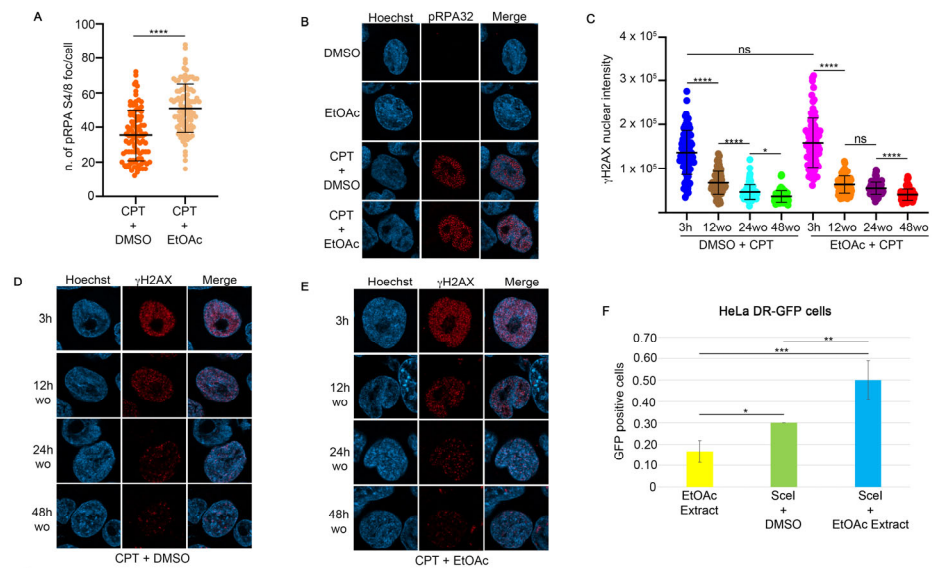 A
****
n. of pRPA S4/8 foci/cell
100
80
60
40
20
0
CPT
+
DMSO
CPT
+
EtOAc
B
Hoechst pRPA32 Merge
DMSO
EtOAc
CPT
+
DMSO
CPT
+
EtOAc
C
γH2AX nuclear intensity
4 x 10⁵
3 x 10⁵
2 x 10⁵
1 x 10⁵
0
ns
****
****
*
****
ns
****
3h 12wo 24wo 48wo 3h 12wo 24wo 48wo
DMSO + CPT EtOAc + CPT
D
Hoechst γH2AX Merge
3h
12h
wo
24h
wo
48h
wo
CPT + DMSO
E
Hoechst γH2AX Merge
3h
12h
wo
24h
wo
48h
wo
CPT + EtOAc
F
HeLa DR-GFP cells
GFP positive cells
0.70
0.60
0.50
0.40
0.30
0.20
0.10
0
**
***
*
EtOAc
Extract
SceI
+
DMSO
SceI
+
EtOAc Extract